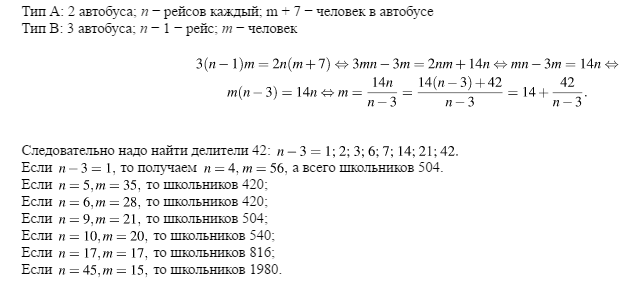 Тип А: 2 автобуса; n − рейсов каждый; m + 7 − человек в автобусе
Тип В: 3 автобуса; n − 1 − рейс; m − человек
3(n − 1)m = 2n(m + 7) ⇔ 3mn − 3m = 2nm + 14n ⇔ mn − 3m = 14n ⇔
m(n − 3) = 14n ⇔ m = 14n/(n − 3) = (14(n − 3) + 42)/(n − 3) = 14 + 42/(n − 3).
Следовательно надо найти делители 42: n − 3 = 1; 2; 3; 6; 7; 14; 21; 42.
Если n − 3 = 1, то получаем n = 4, m = 56, а всего школьников 504.
Если n = 5, m = 35, то школьников 420;
Если n = 6, m = 28, то школьников 420;
Если n = 9, m = 21, то школьников 504;
Если n = 10, m = 20, то школьников 540;
Если n = 17, m = 17, то школьников 816;
Если n = 45, m = 15, то школьников 1980.